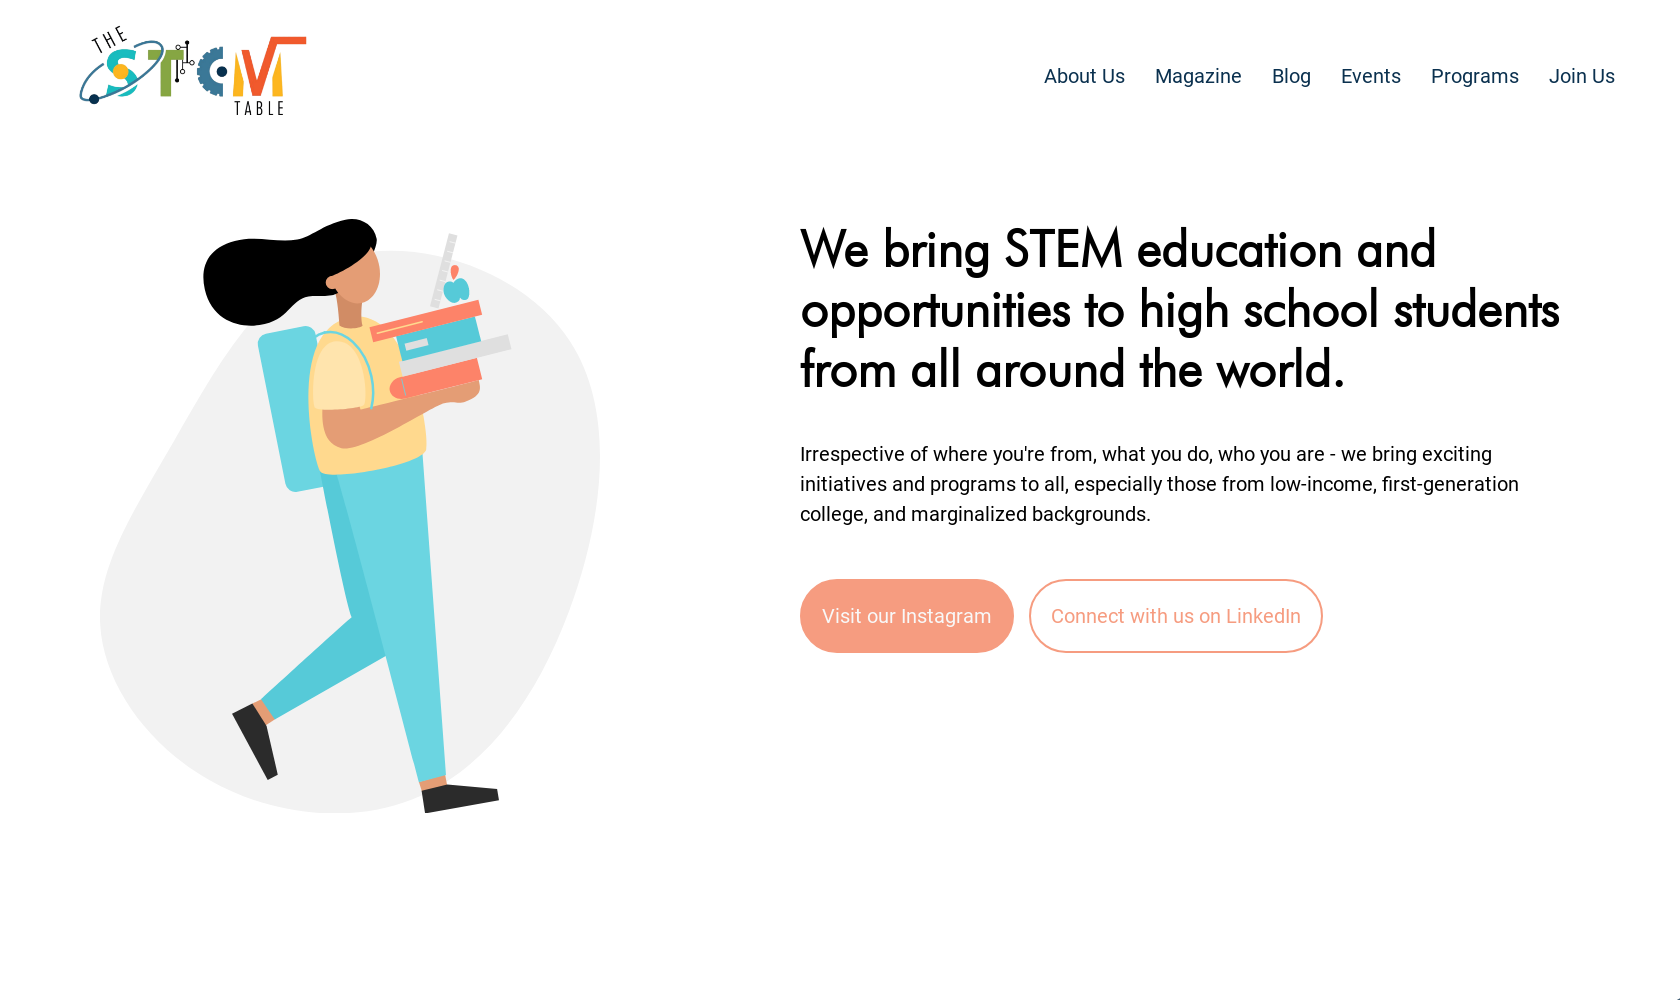 THE
STEM
TABLE
About Us Magazine Blog Events Programs Join Us
We bring STEM education and
opportunities to high school students
from all around the world.
Irrespective of where you're from, what you do, who you are - we bring exciting
initiatives and programs to all, especially those from low-income, first-generation
college, and marginalized backgrounds.
Visit our Instagram Connect with us on LinkedIn